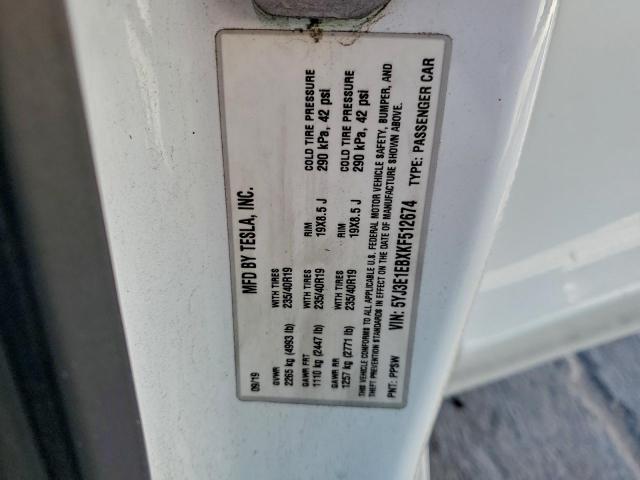 MFD BY TESLA, INC.
09/19
GVWR WITH TIRES RIM COLD TIRE PRESSURE
2265 kg (4993 lb) 235/40R19 19X8.5 J 290 kPa, 42 psi
GAWR FRT WITH TIRES RIM COLD TIRE PRESSURE
1110 kg (2447 lb) 235/40R19 19X8.5 J 290 kPa, 42 psi
GAWR RR WITH TIRES
1257 kg (2771 lb) 235/40R19
THIS VEHICLE CONFORMS TO ALL APPLICABLE U.S. FEDERAL MOTOR VEHICLE SAFETY, BUMPER, AND
THEFT PREVENTION STANDARDS IN EFFECT ON THE DATE OF MANUFACTURE SHOWN ABOVE.
VIN: 5YJ3E1EBXKF512674 TYPE: PASSENGER CAR
PNT: PPSW